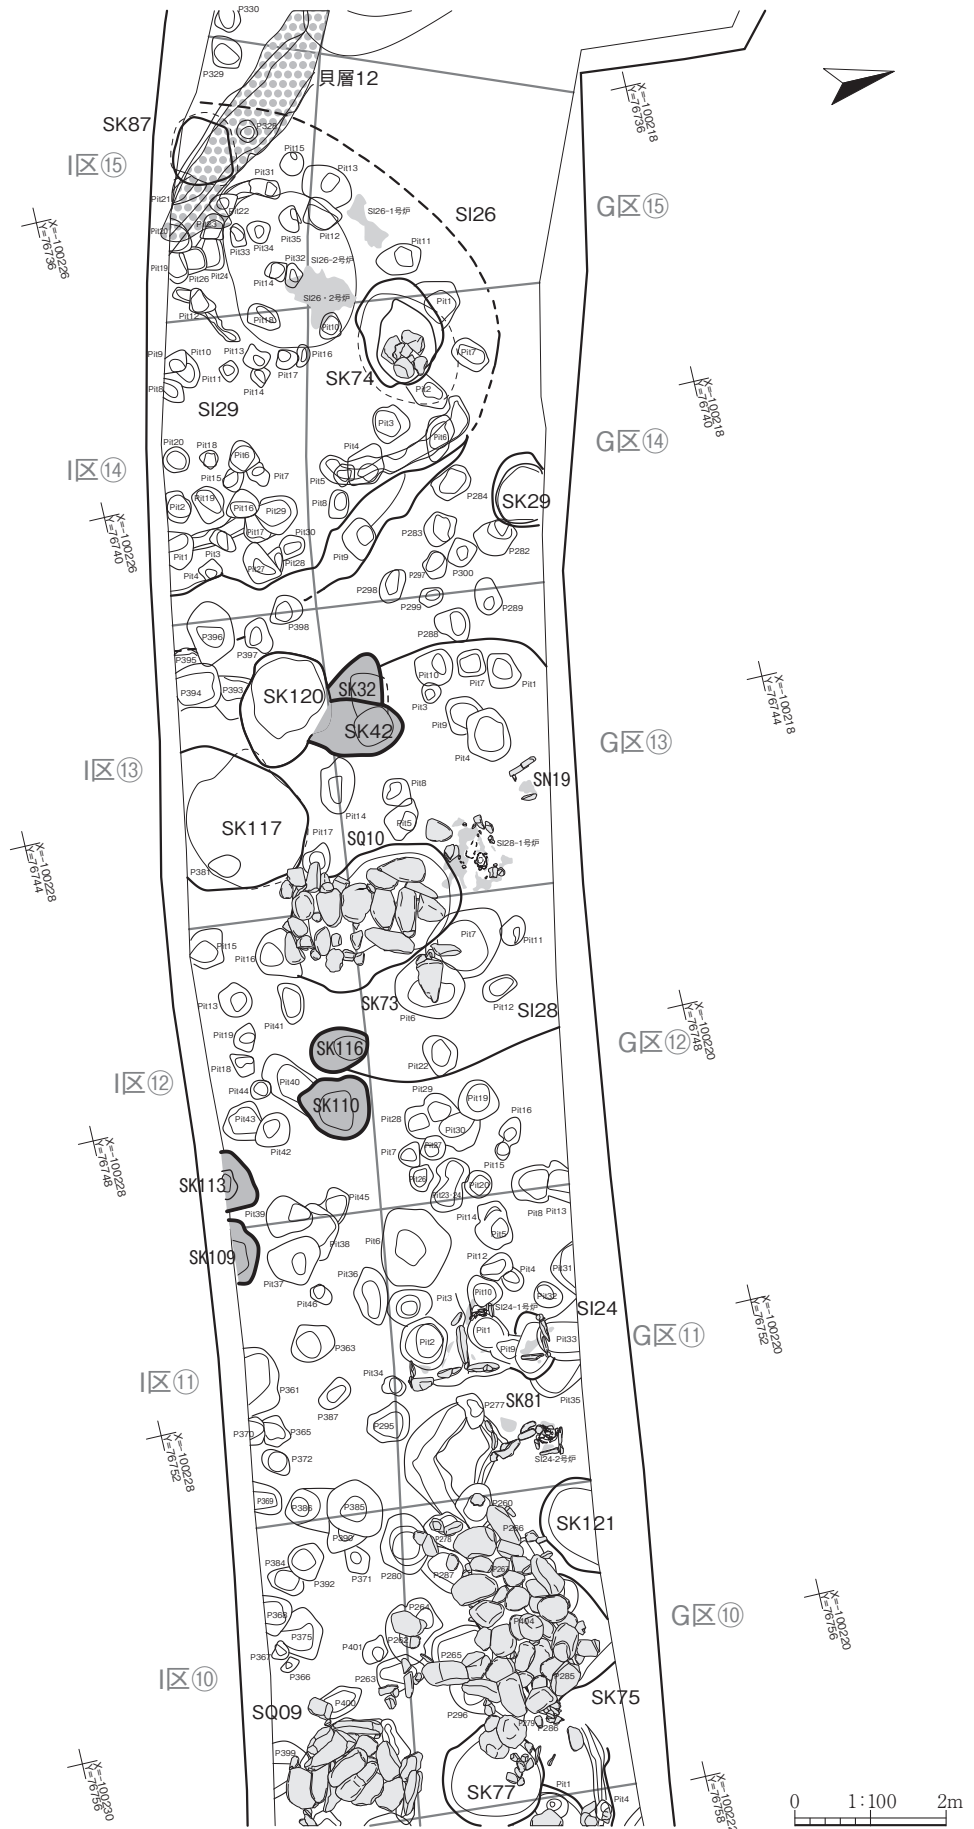 P330
P329
貝層12
SK87
P328
I区⑮
Pit15
Pit13
Pit31
Pit21
Pit22
SI26-1号炉
SI26
G区⑮
X=-100218
Y=76736
X=-100226
Y=76736
Pit20
Pit23
Pit35
Pit12
Pit33
Pit34
Pit11
Pit19
Pit26
Pit24
Pit32
SI26-2号炉
Pit14
SI26・2号炉
Pit1
Pit12
Pit18
Pit10
Pit9
Pit10
Pit13
Pit16
Pit17
Pit7
Pit8
Pit11
Pit14
SK74
Pit2
X=-100218
Y=76740
SI29
Pit3
Pit6
G区⑭
Pit20
Pit18
Pit6
Pit4
I区⑭
Pit15
Pit7
Pit5
P284
SK29
Pit2
Pit19
Pit16
Pit29
Pit8
X=-100226
Y=76740
Pit17
Pit30
P283
P282
Pit1
Pit3
Pit9
Pit4
Pit27
Pit28
P297
P300
P298
P299
P289
P398
P288
P396
P397
P395
Pit10
Pit7
Pit1
X=-100218
Y=76744
P394
P393
SK120
SK32
Pit3
SK42
Pit9
G区⑬
Pit4
I区⑬
SN19
Pit8
Pit14
Pit5
SK117
Pit17
SQ10
SI28-1号炉
X=-100228
Y=76744
P381
Pit15
Pit16
Pit7
Pit11
Pit13
Pit41
SK73
Pit6
Pit12
SI28
X=-100220
Y=76748
Pit19
SK116
G区⑫
Pit18
Pit22
I区⑫
Pit44
Pit40
Pit29
Pit19
SK110
Pit43
Pit28
Pit30
Pit16
Pit42
Pit7
Pit27
X=-100228
Y=76748
Pit15
SK113
Pit26
Pit23・24
Pit20
Pit45
Pit8
Pit13
Pit39
Pit14
Pit38
Pit6
Pit5
SK109
Pit12
Pit37
Pit36
Pit4
Pit31
Pit46
Pit3
Pit10
Pit32
SI24-1号炉
SI24
X=-100220
Y=76752
Pit2
Pit1
Pit9
Pit33
G区⑪
P363
I区⑪
P361
Pit34
P387
P277
SK81
Pit35
P370
P365
P295
X=-100228
Y=76752
P372
SI24-2号炉
P369
P386
P385
P260
P266
SK121
P390
P278
P384
P371
P280
P287
P267
P392
X=-100220
Y=76756
P368
P264
P404
G区⑩
P375
P262
P367
P401
P265
P366
P263
P285
I区⑩
P296
SK75
SQ09
P400
P279
P286
P399
SK77
Pit1
Pit4
X=-100230
Y=76756
Y=76758
0
1:100
2m